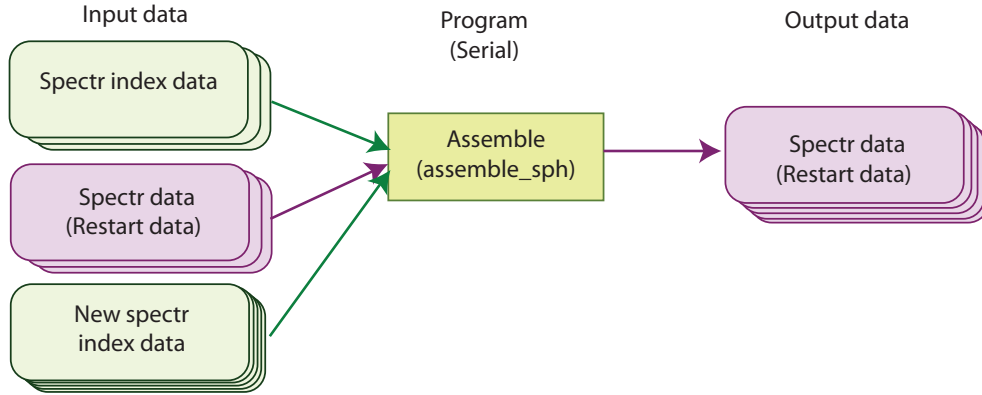 Input data
Program
(Serial)
Output data
Spectr index data
Spectr data
(Restart data)
New spectr
index data
Assemble
(assemble_sph)
Spectr data
(Restart data)